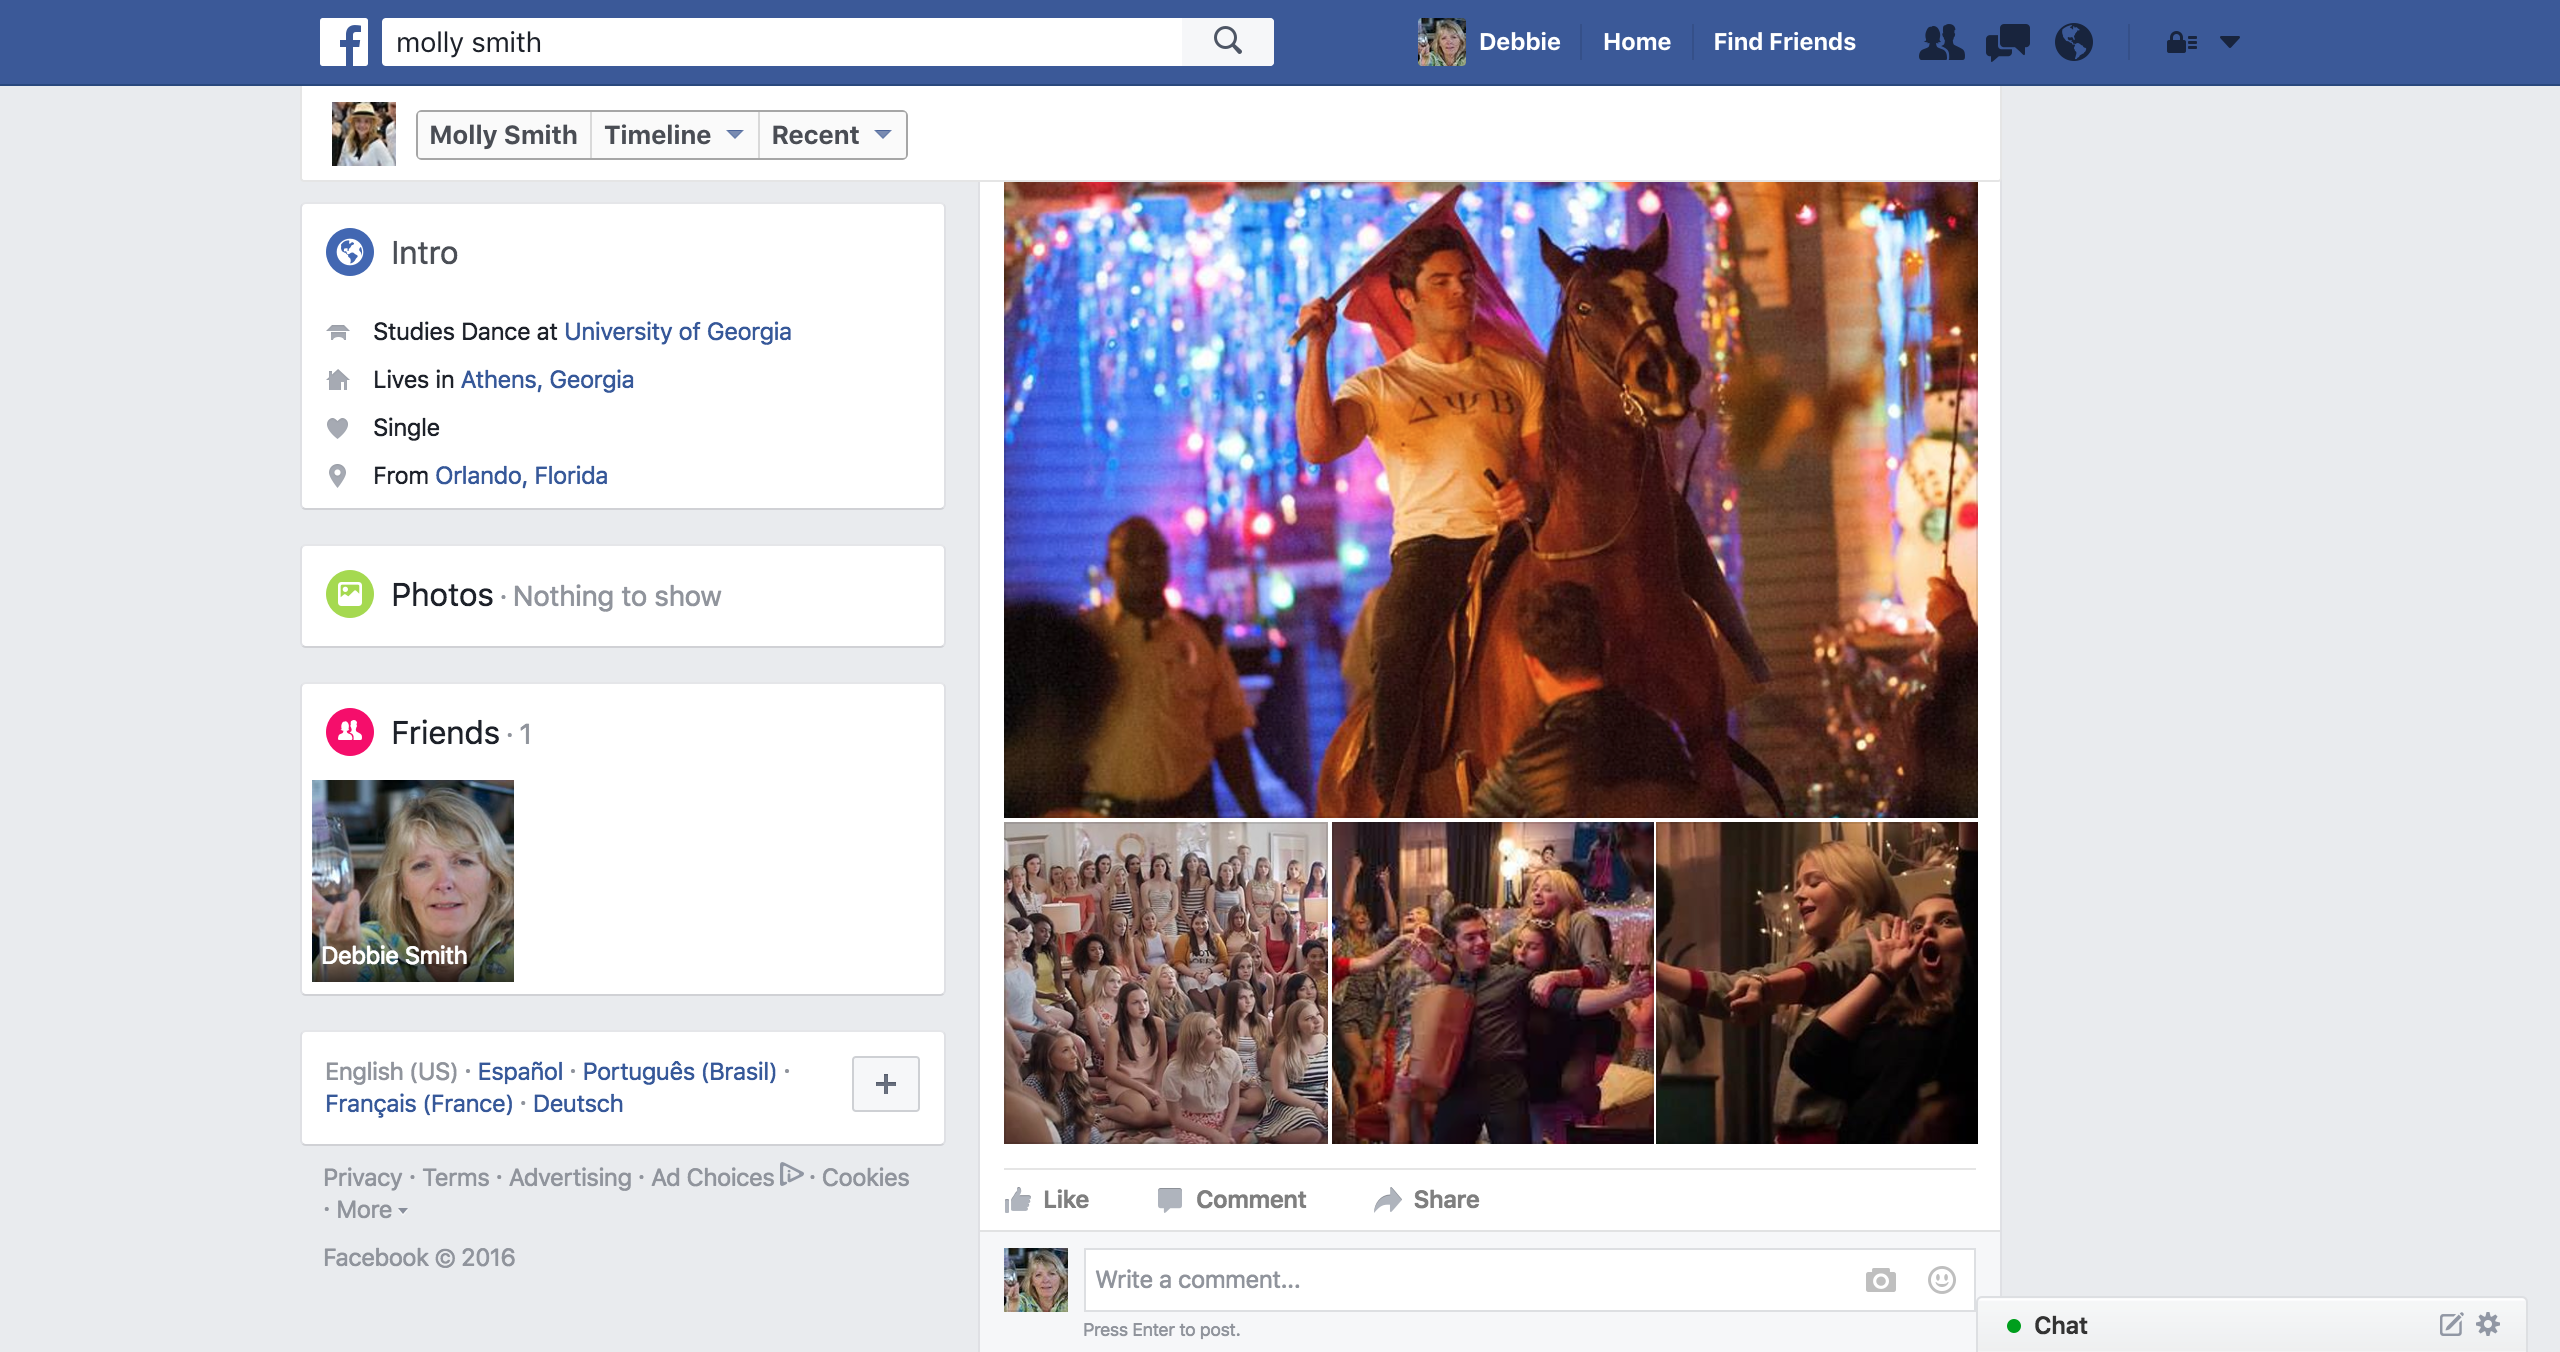 molly smith
Debbie
Home
Find Friends
Molly Smith
Timeline
Recent
Intro
Studies Dance at University of Georgia
Lives in Athens, Georgia
Single
From Orlando, Florida
Photos · Nothing to show
Friends · 1
Debbie Smith
English (US) · Español · Português (Brasil) ·
Français (France) · Deutsch
Privacy · Terms · Advertising · Ad Choices · Cookies
· More
Facebook © 2016
ΔΨΒ
Like
Comment
Share
Write a comment...
Press Enter to post.
Chat